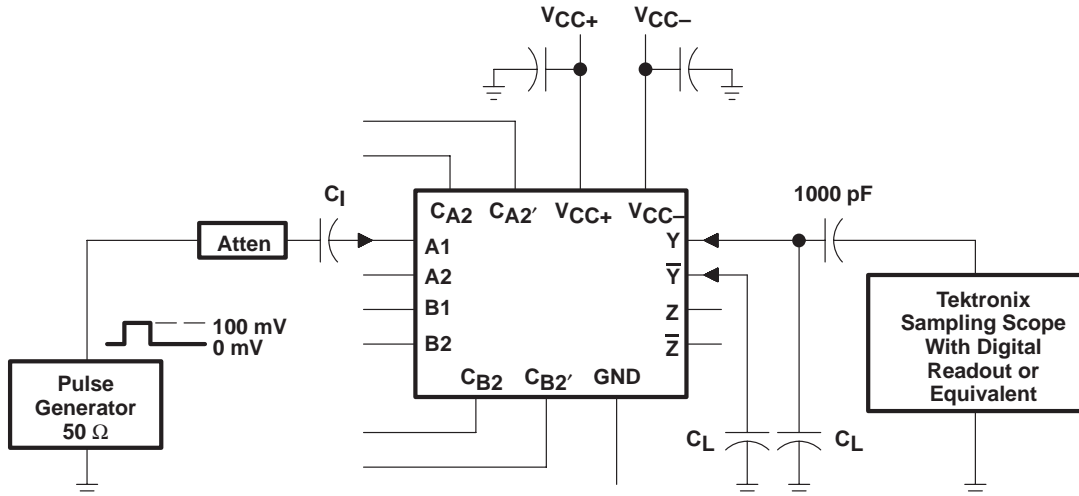 VCC+
VCC–
CI
CA2
CA2′
VCC+
VCC–
1000 pF
Atten
A1
A2
B1
B2
Y
Y̅
Z
Z̅
100 mV
0 mV
Pulse
Generator
50 Ω
CB2
CB2′
GND
CL
CL
Tektronix
Sampling Scope
With Digital
Readout or
Equivalent